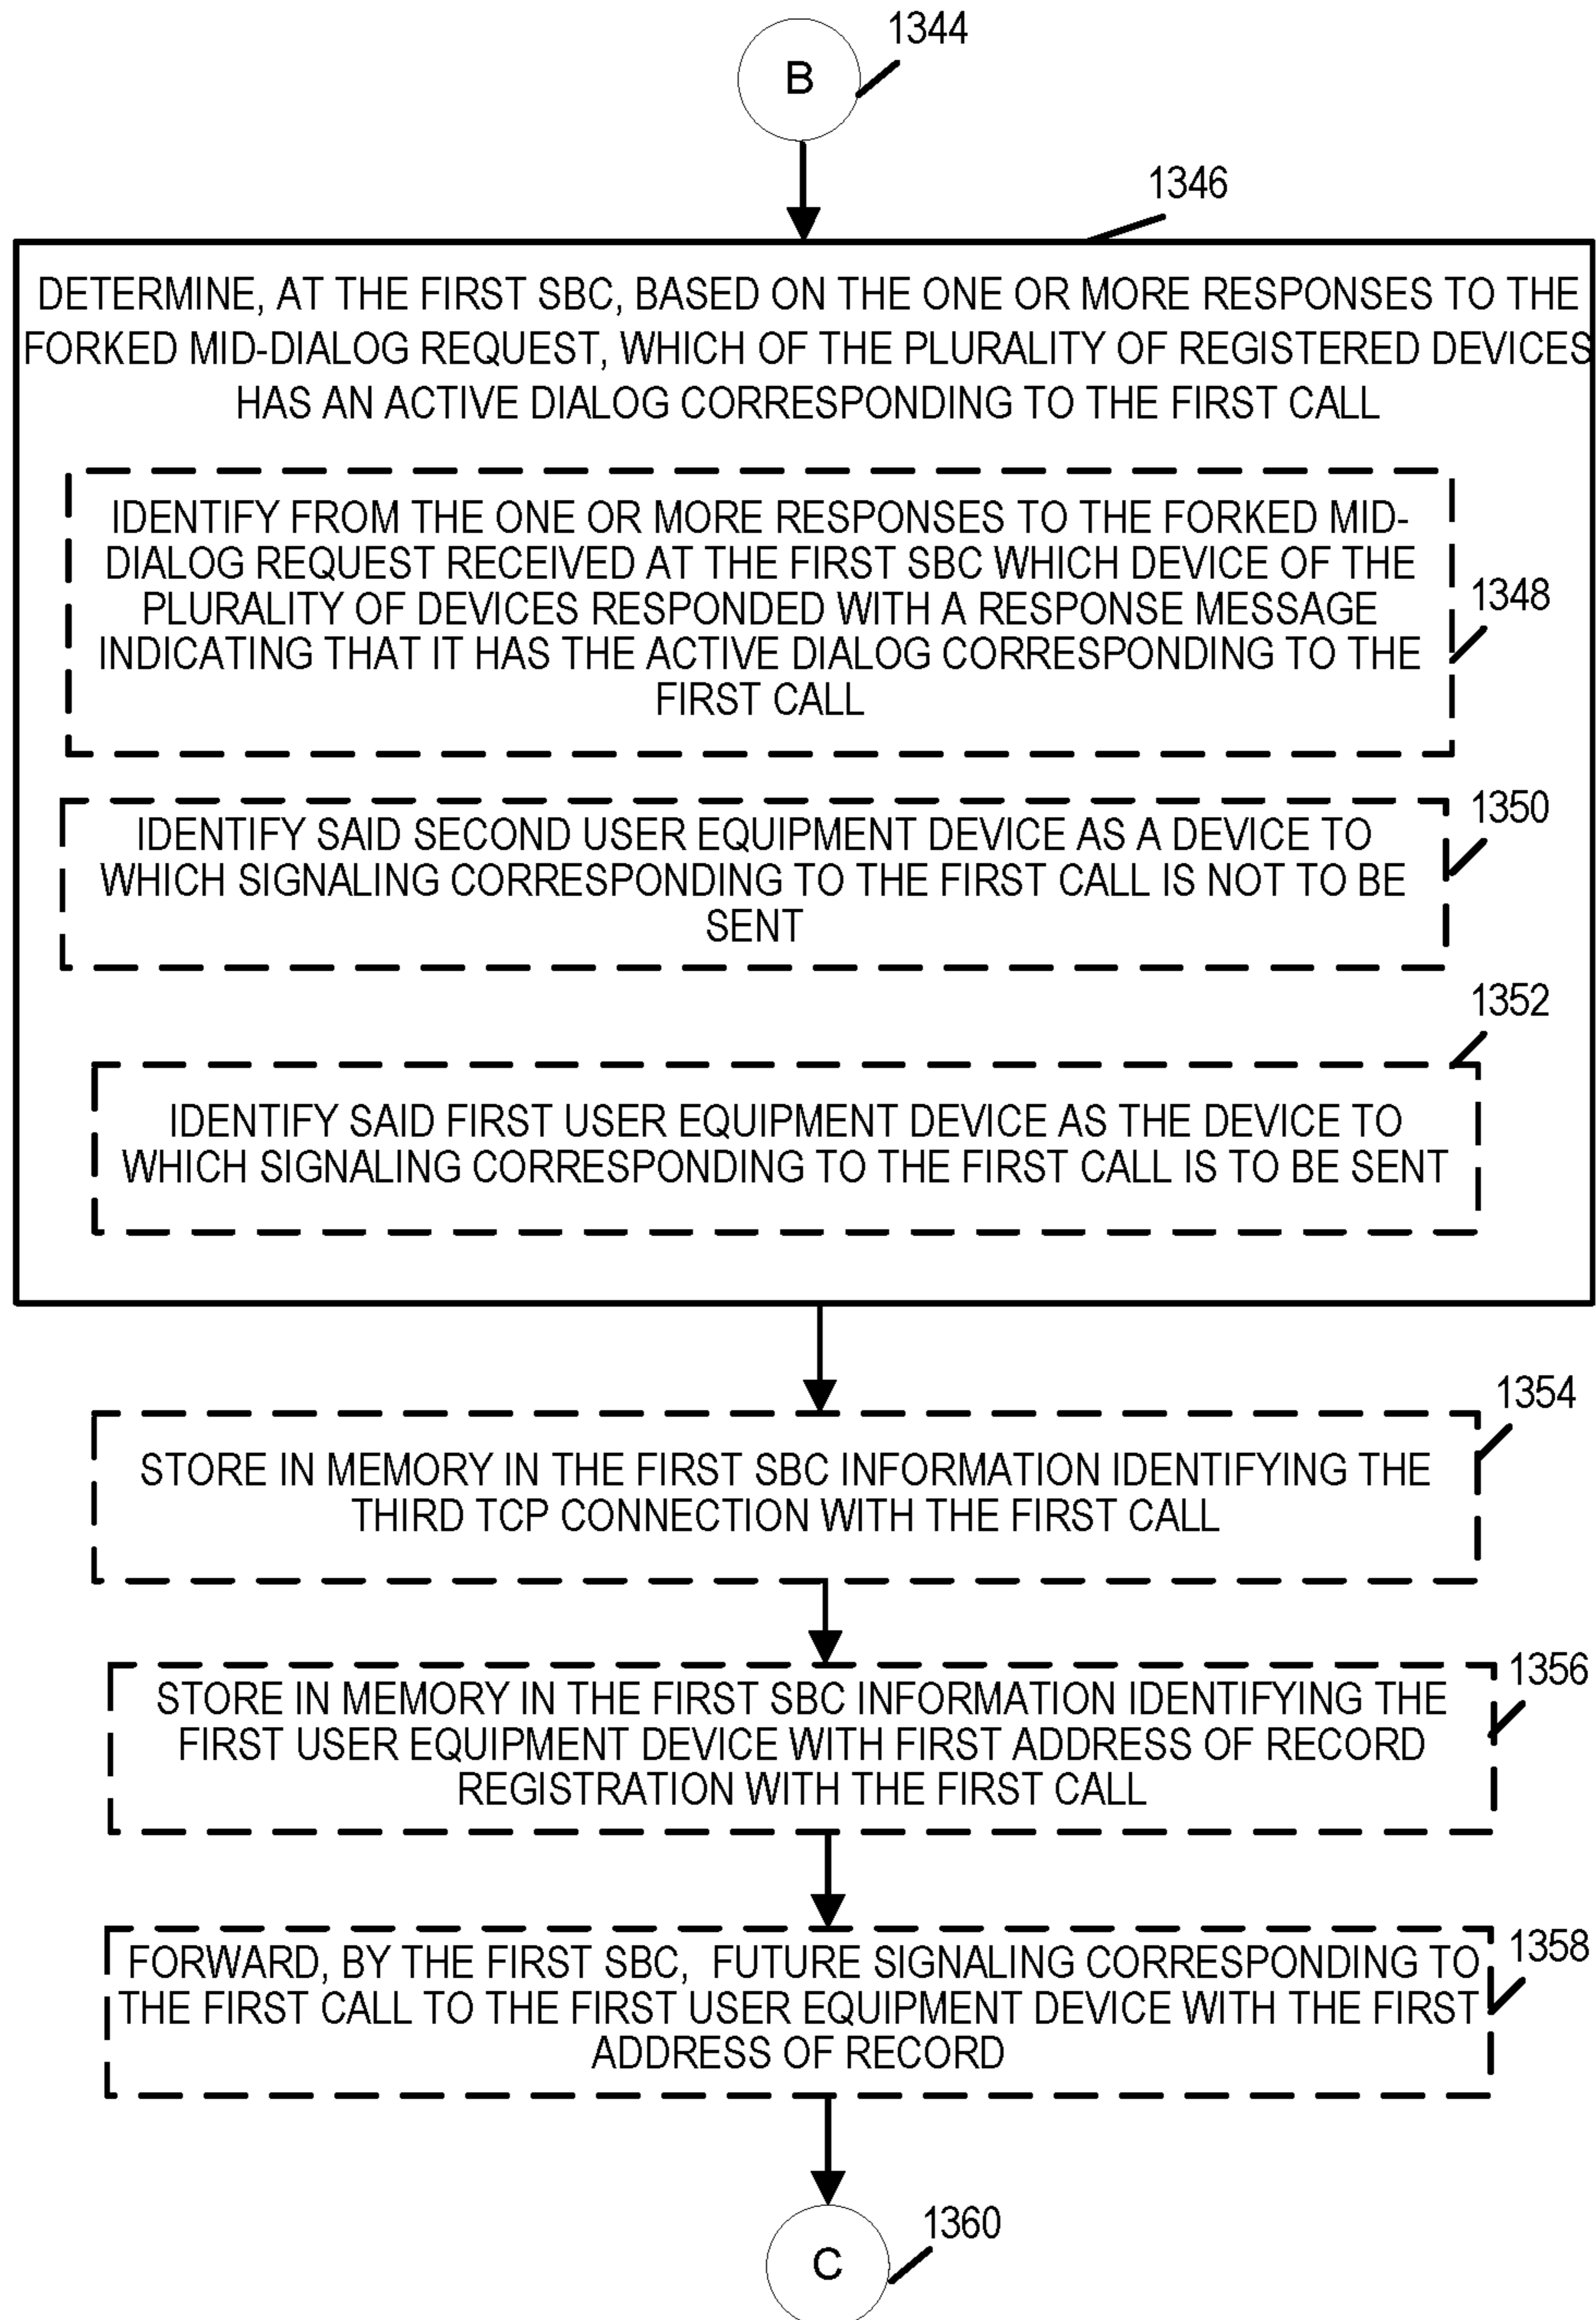 1344
B
1346
DETERMINE, AT THE FIRST SBC, BASED ON THE ONE OR MORE RESPONSES TO THE
FORKED MID-DIALOG REQUEST, WHICH OF THE PLURALITY OF REGISTERED DEVICES
HAS AN ACTIVE DIALOG CORRESPONDING TO THE FIRST CALL
IDENTIFY FROM THE ONE OR MORE RESPONSES TO THE FORKED MID-
DIALOG REQUEST RECEIVED AT THE FIRST SBC WHICH DEVICE OF THE
PLURALITY OF DEVICES RESPONDED WITH A RESPONSE MESSAGE
INDICATING THAT IT HAS THE ACTIVE DIALOG CORRESPONDING TO THE
FIRST CALL
1348
1350
IDENTIFY SAID SECOND USER EQUIPMENT DEVICE AS A DEVICE TO
WHICH SIGNALING CORRESPONDING TO THE FIRST CALL IS NOT TO BE
SENT
1352
IDENTIFY SAID FIRST USER EQUIPMENT DEVICE AS THE DEVICE TO
WHICH SIGNALING CORRESPONDING TO THE FIRST CALL IS TO BE SENT
1354
STORE IN MEMORY IN THE FIRST SBC INFORMATION IDENTIFYING THE
THIRD TCP CONNECTION WITH THE FIRST CALL
1356
STORE IN MEMORY IN THE FIRST SBC INFORMATION IDENTIFYING THE
FIRST USER EQUIPMENT DEVICE WITH FIRST ADDRESS OF RECORD
REGISTRATION WITH THE FIRST CALL
1358
FORWARD, BY THE FIRST SBC, FUTURE SIGNALING CORRESPONDING TO
THE FIRST CALL TO THE FIRST USER EQUIPMENT DEVICE WITH THE FIRST
ADDRESS OF RECORD
1360
C